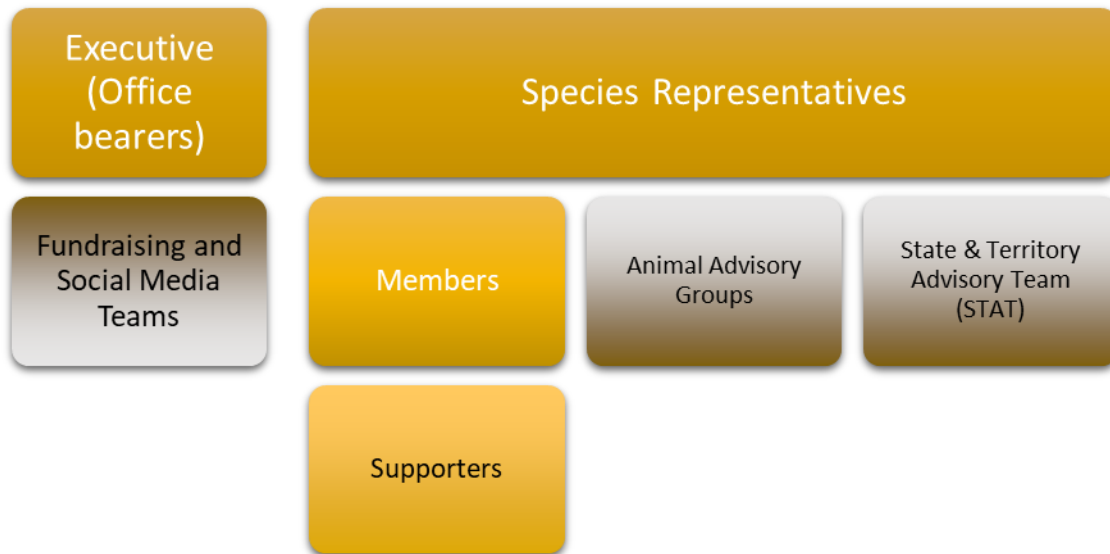 Executive
(Office
bearers)
Species Representatives
Fundraising and
Social Media
Teams
Members
Animal Advisory
Groups
State & Territory
Advisory Team
(STAT)
Supporters